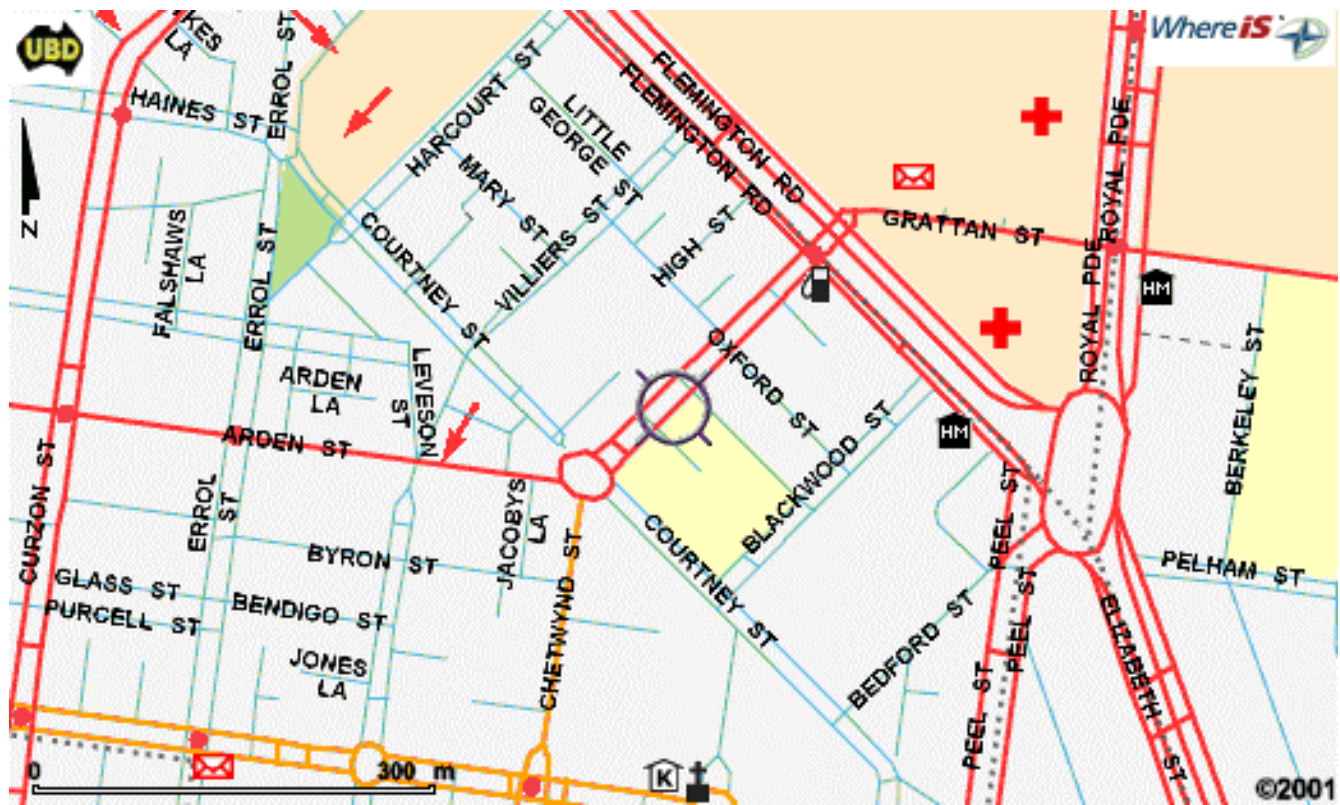 UBD
WhereiS
KES
LA
ERROL ST
HAINES ST
HARCOURT ST
LITTLE
GEORGE ST
FLEMINGTON RD
FLEMINGTON RD
ROYAL PDE
ROYAL PDE
MARY ST
GRATTAN ST
N
FALSHAWS
LA
ERROL ST
COURTNEY ST
VILLIERS ST
HIGH ST
ROYAL PDE
HM
BERKELEY ST
ARDEN
LA
LEVESON
ST
OXFORD ST
HM
ARDEN ST
BLACKWOOD ST
CURZON ST
ERROL
ST
JACOBYS
LA
PEEL ST
BYRON ST
COURTNEY ST
PELHAM ST
GLASS ST
PURCELL ST
BENDIGO ST
CHETWYND ST
PEEL ST
BEDFORD ST
ELIZABETH ST
JONES
LA
PEEL ST
0
300 m
K
©2001